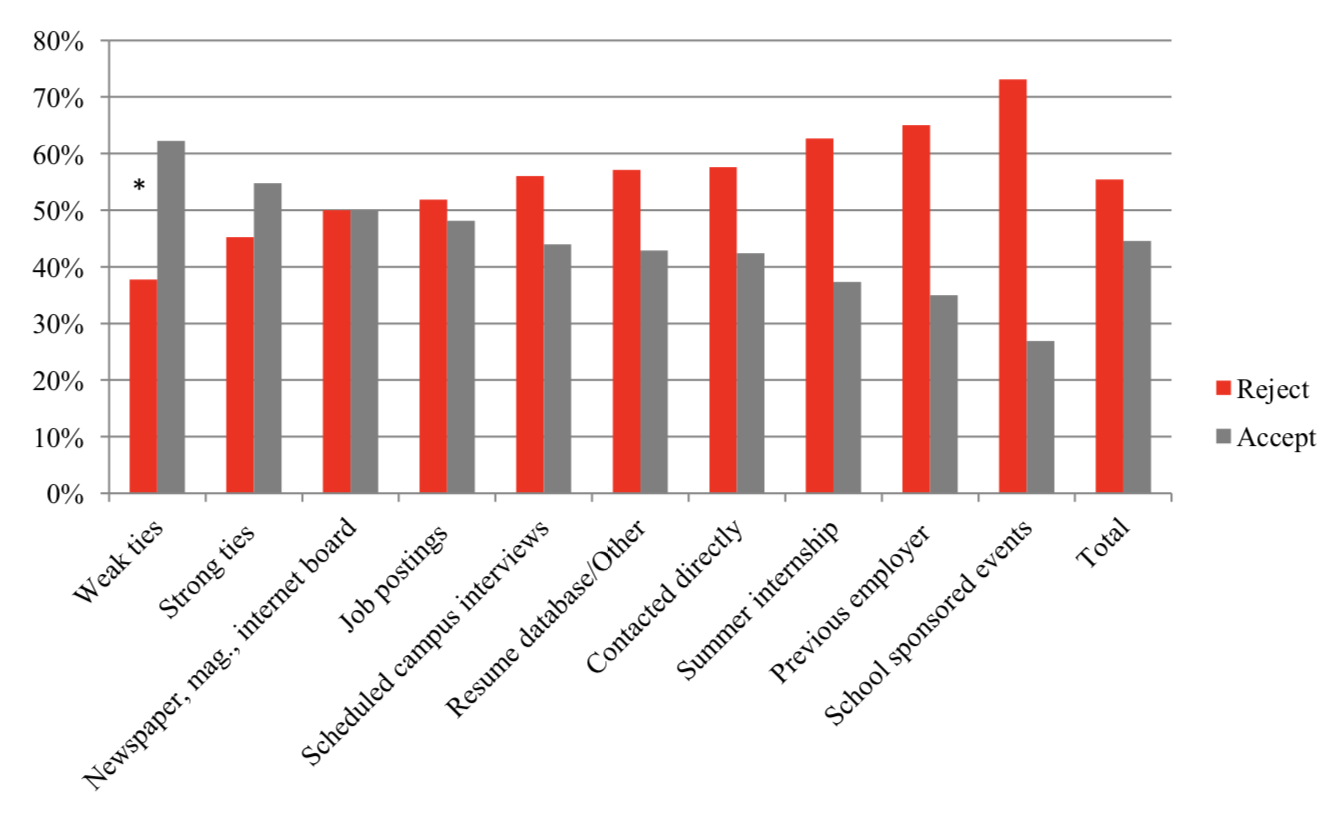 80%
70%
60%
50%
40%
30%
20%
10%
0%
*
Weak ties
Strong ties
Newspaper, mag., internet board
Job postings
Scheduled campus interviews
Resume database/Other
Contacted directly
Summer internship
Previous employer
School sponsored events
Total
Reject
Accept